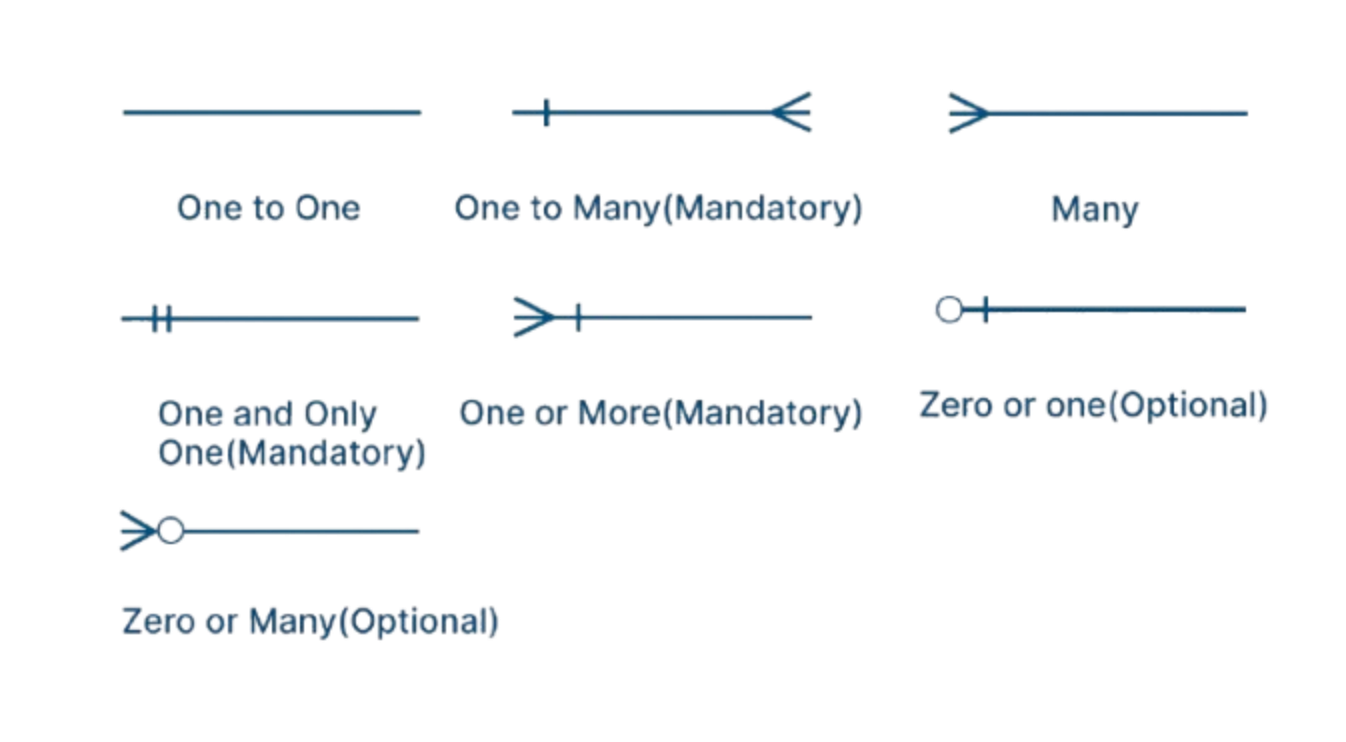 One to One
One to Many(Mandatory)
Many
One and Only
One(Mandatory)
One or More(Mandatory)
Zero or one(Optional)
Zero or Many(Optional)